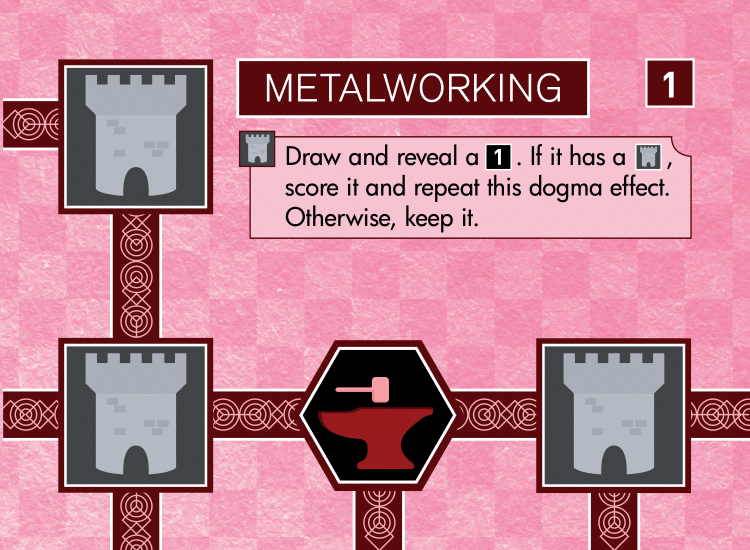 METALWORKING
1
Draw and reveal a 1. If it has a ,
score it and repeat this dogma effect.
Otherwise, keep it.